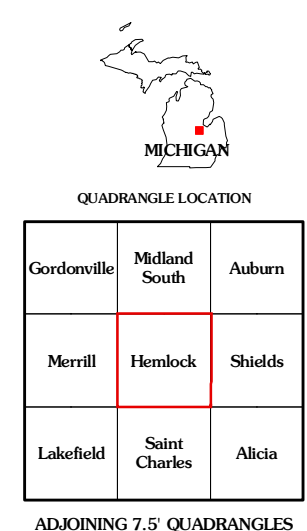 MICHIGAN
QUADRANGLE LOCATION
Gordonville
Midland
South
Auburn
Merrill
Hemlock
Shields
Lakefield
Saint
Charles
Alicia
ADJOINING 7.5' QUADRANGLES